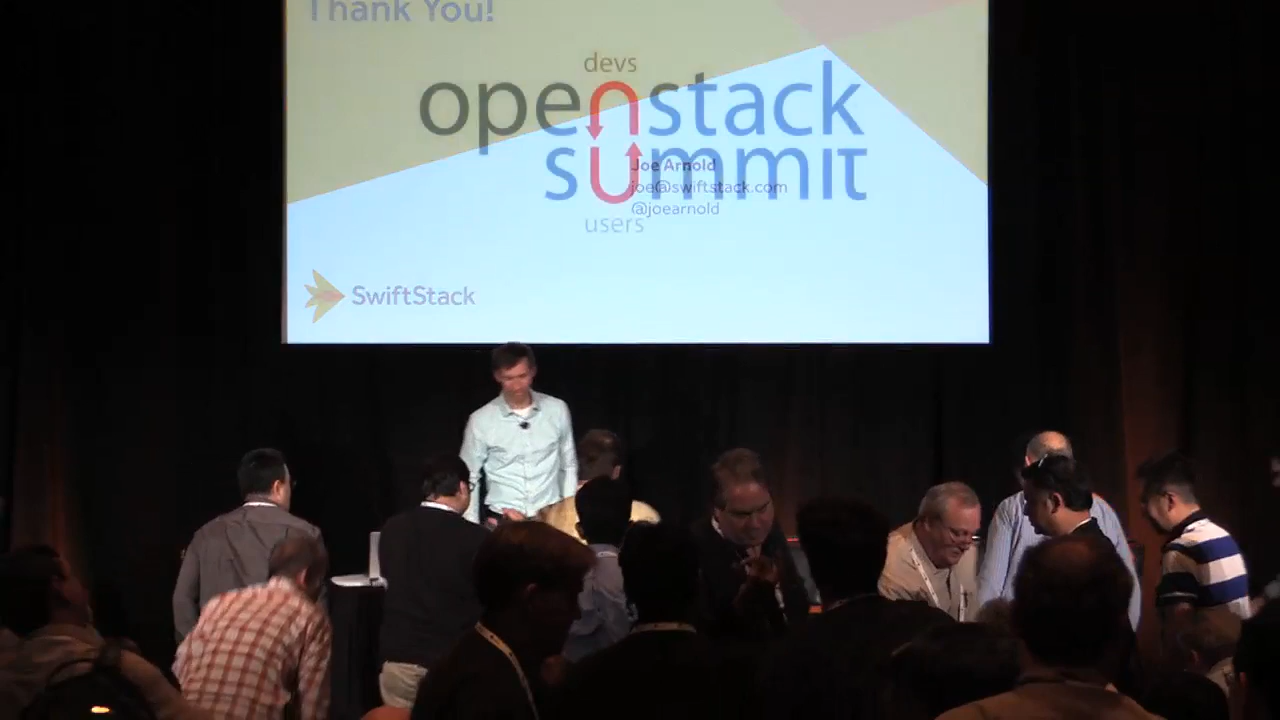 Thank You!
devs
openstack
summit
Joe Arnold
joe@swiftstack.com
@joearnold
users
SwiftStack